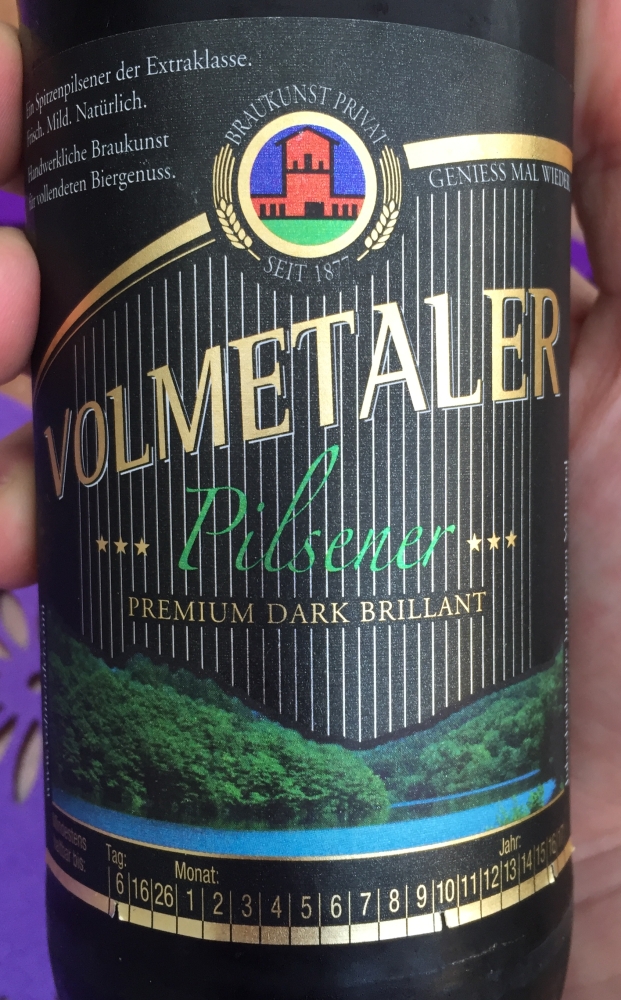 Ein Spitzenpilsener der Extraklasse.
Frisch. Mild. Natürlich.
Handwerkliche Braukunst
für vollendeten Biergenuss.
BRAUKUNST PRIVAT
SEIT 1877
GENIESS MAL WIEDER
VOLMETALER
Pilsener
PREMIUM DARK BRILLANT
Tag:
6 16 26
Monat:
1 2 3 4 5 6 7 8 9 10 11 12
Jahr:
13 14 15 16